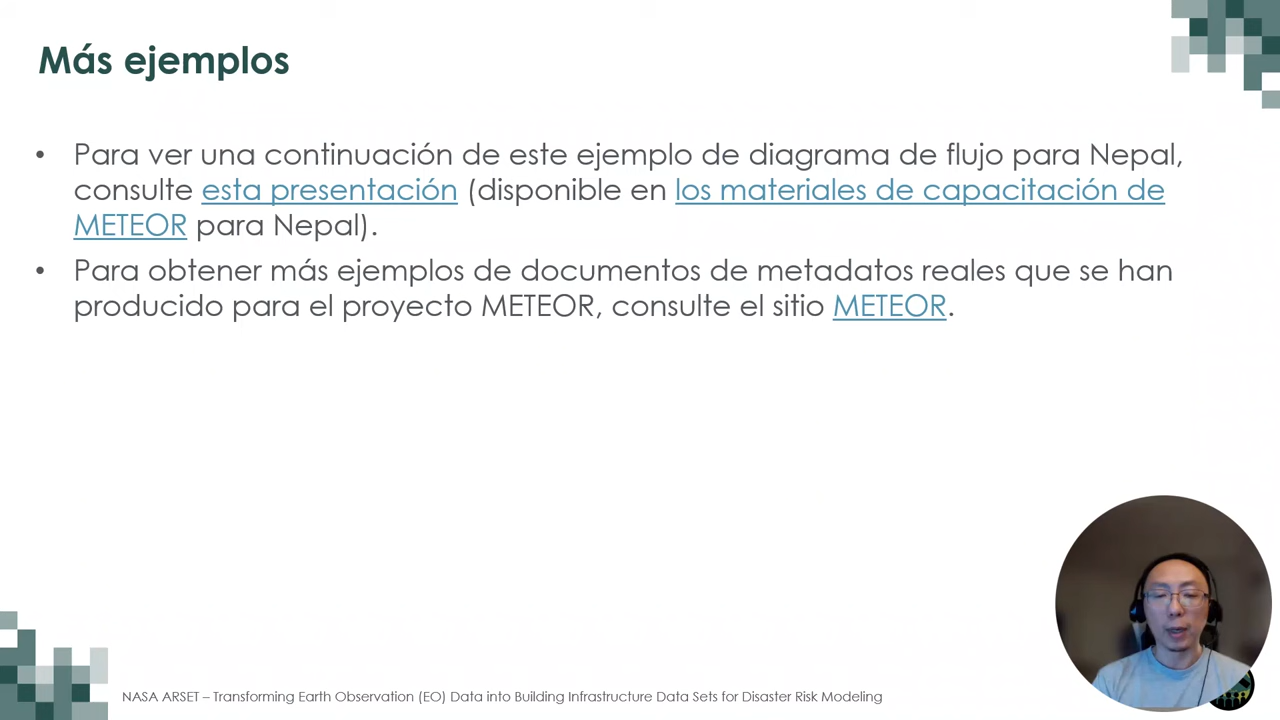 Más ejemplos
• Para ver una continuación de este ejemplo de diagrama de flujo para Nepal,
consulte esta presentación (disponible en los materiales de capacitación de
METEOR para Nepal).
• Para obtener más ejemplos de documentos de metadatos reales que se han
producido para el proyecto METEOR, consulte el sitio METEOR.
NASA ARSET – Transforming Earth Observation (EO) Data into Building Infrastructure Data Sets for Disaster Risk Modeling